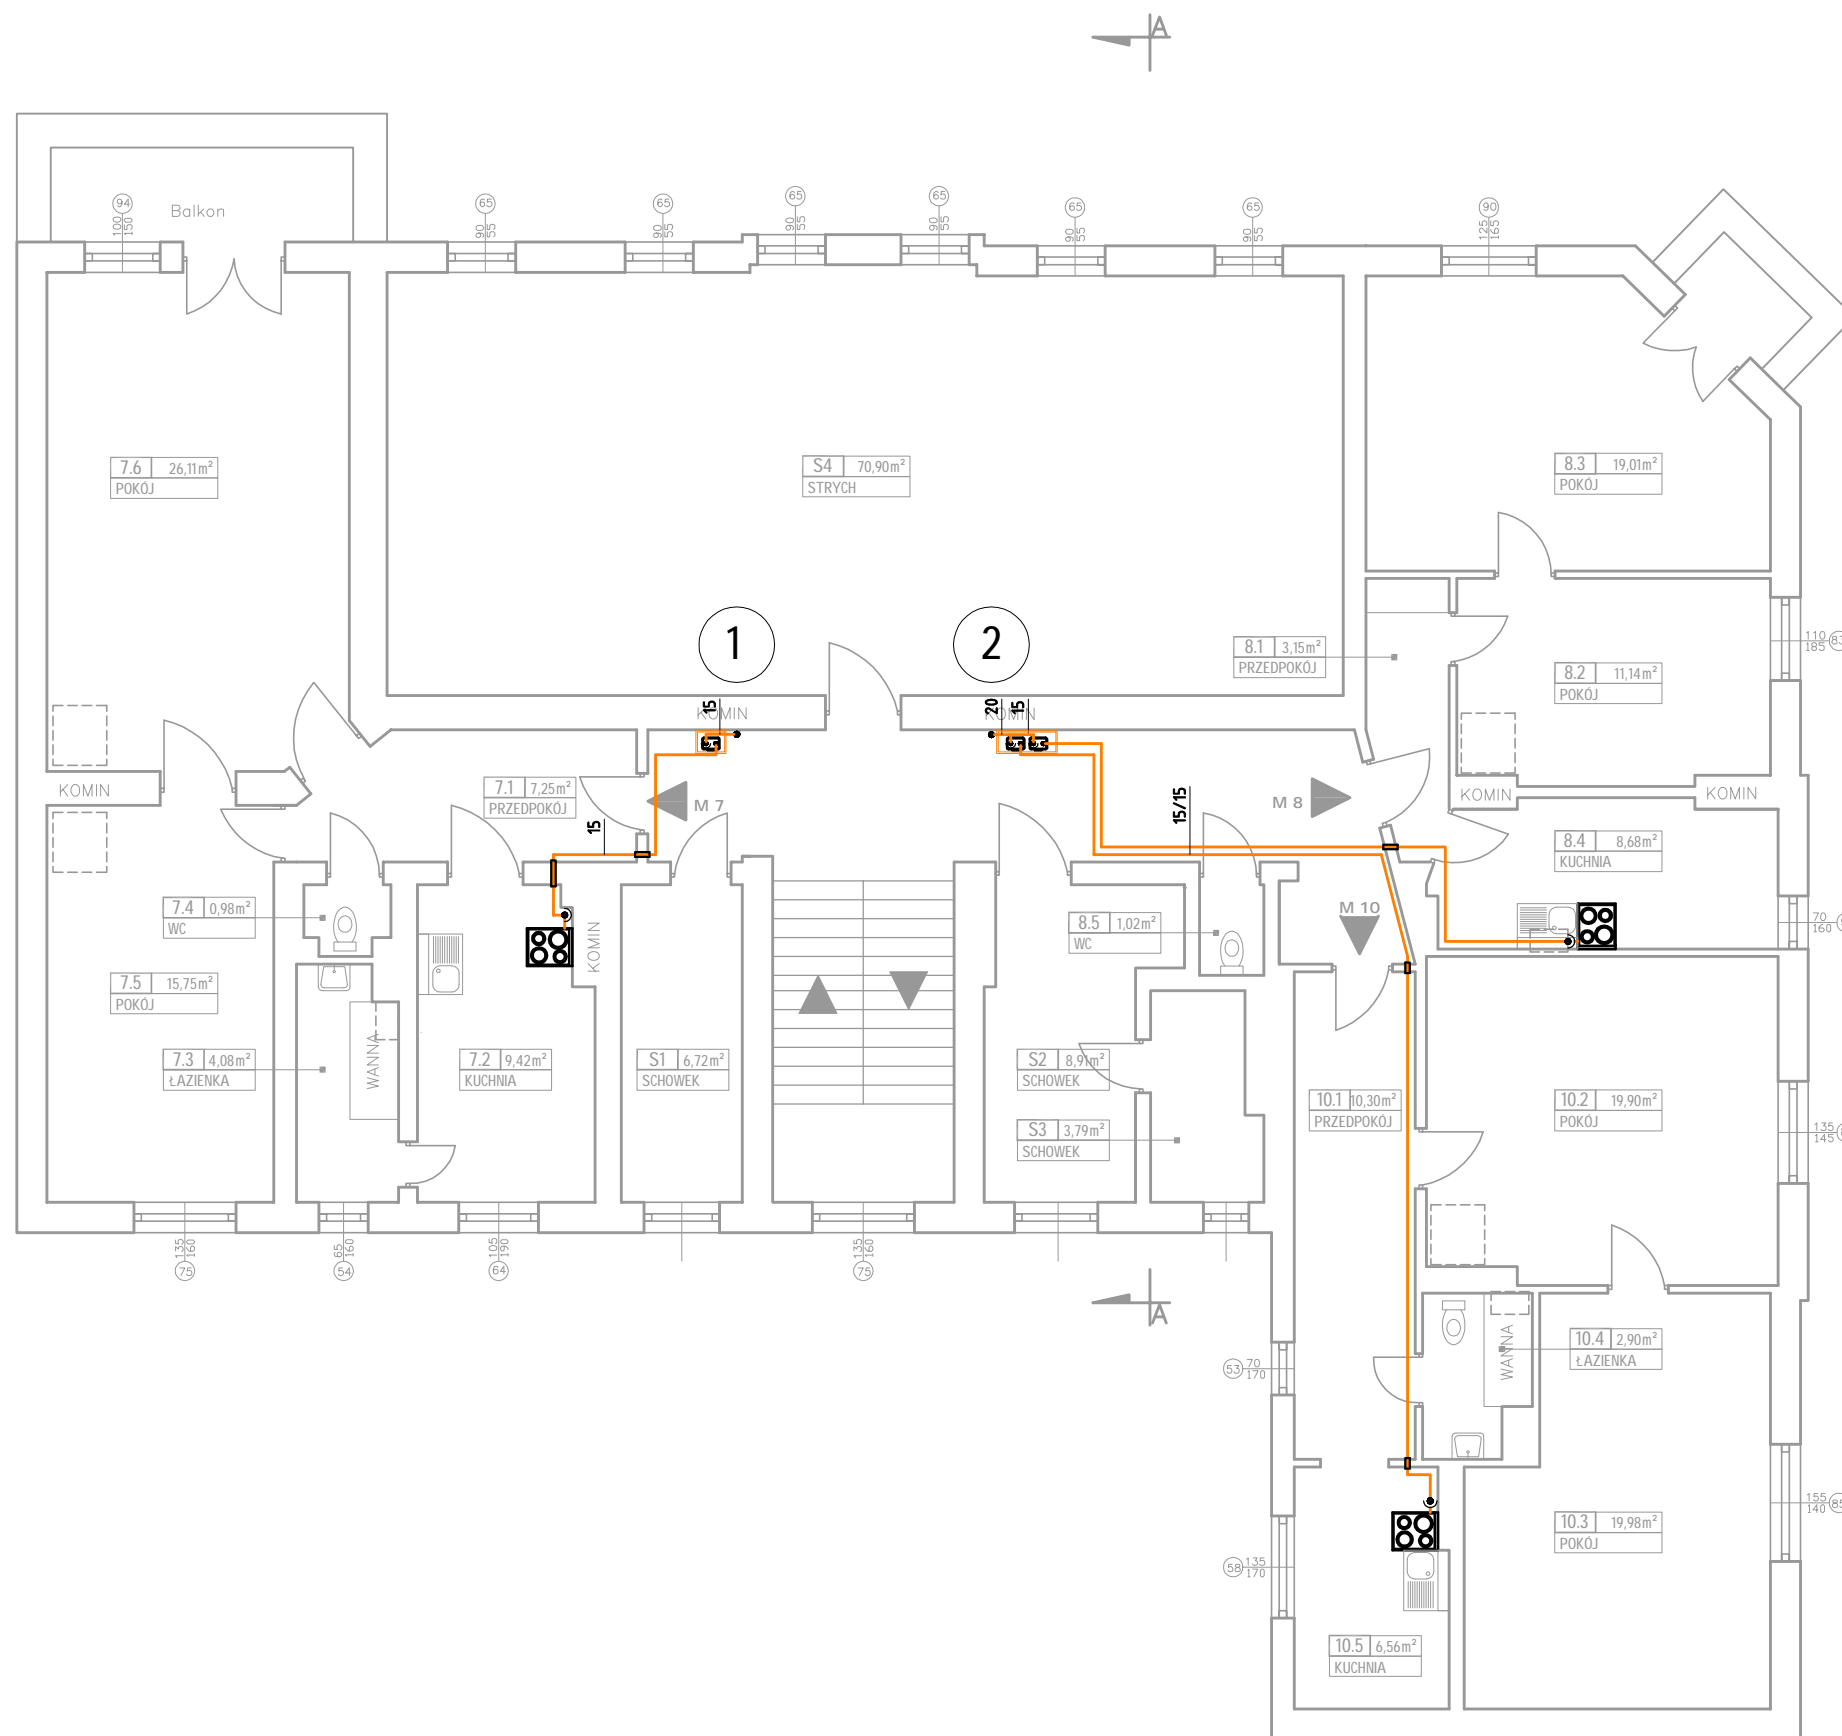 A
Balkon
94
100
150
65
90
55
65
90
55
65
90
55
65
90
55
65
90
55
65
90
55
90
125
165
7.6 26,11m²
POKÓJ
S4 70,90m²
STRYCH
8.3 19,01m²
POKÓJ
1
2
8.1 3,15m²
PRZEDPOKÓJ
110
185
8.2 11,14m²
POKÓJ
15
KOMIN
20
15
KOMIN
KOMIN
7.1 7,25m²
PRZEDPOKÓJ
M 7
M 8
15/15
15
KOMIN
KOMIN
8.4 8,68m²
KUCHNIA
7.4 0,98m²
WC
KOMIN
8.5 1,02m²
WC
M 10
70
160
7.5 15,75m²
POKÓJ
7.3 4,08m²
ŁAZIENKA
WANNA
7.2 9,42m²
KUCHNIA
S1 6,72m²
SCHOWEK
S2 8,91m²
SCHOWEK
S3 3,79m²
SCHOWEK
10.1 10,30m²
PRZEDPOKÓJ
10.2 19,90m²
POKÓJ
135
145
135
160
75
65
160
54
105
190
64
135
160
75
A
10.4 2,90m²
ŁAZIENKA
WANNA
53
70
170
155
140
85
10.3 19,98m²
POKÓJ
58
135
170
10.5 6,56m²
KUCHNIA